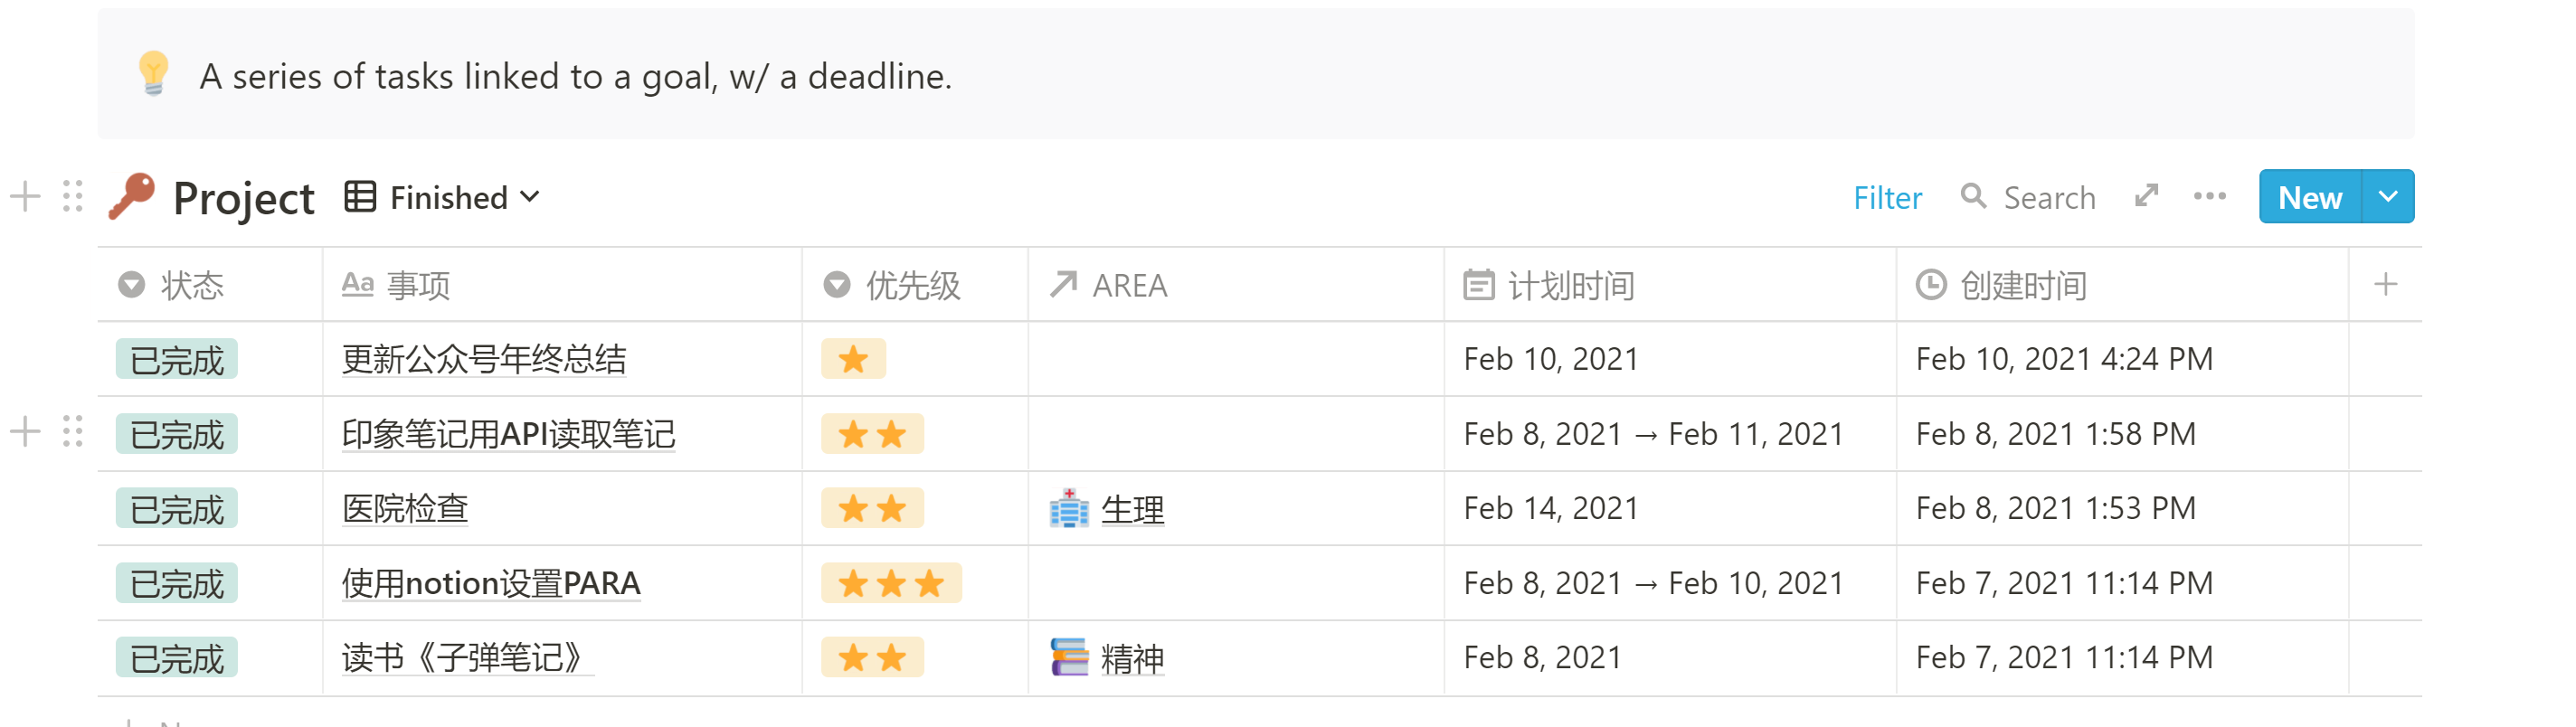 A series of tasks linked to a goal, w/ a deadline.
Project Finished Filter Search New
状态 Aa 事项 优先级 AREA 计划时间 创建时间
已完成 更新公众号年终总结 Feb 10, 2021 Feb 10, 2021 4:24 PM
已完成 印象笔记用API读取笔记 Feb 8, 2021 → Feb 11, 2021 Feb 8, 2021 1:58 PM
已完成 医院检查 生理 Feb 14, 2021 Feb 8, 2021 1:53 PM
已完成 使用notion设置PARA Feb 8, 2021 → Feb 10, 2021 Feb 7, 2021 11:14 PM
已完成 读书《子弹笔记》 精神 Feb 8, 2021 Feb 7, 2021 11:14 PM